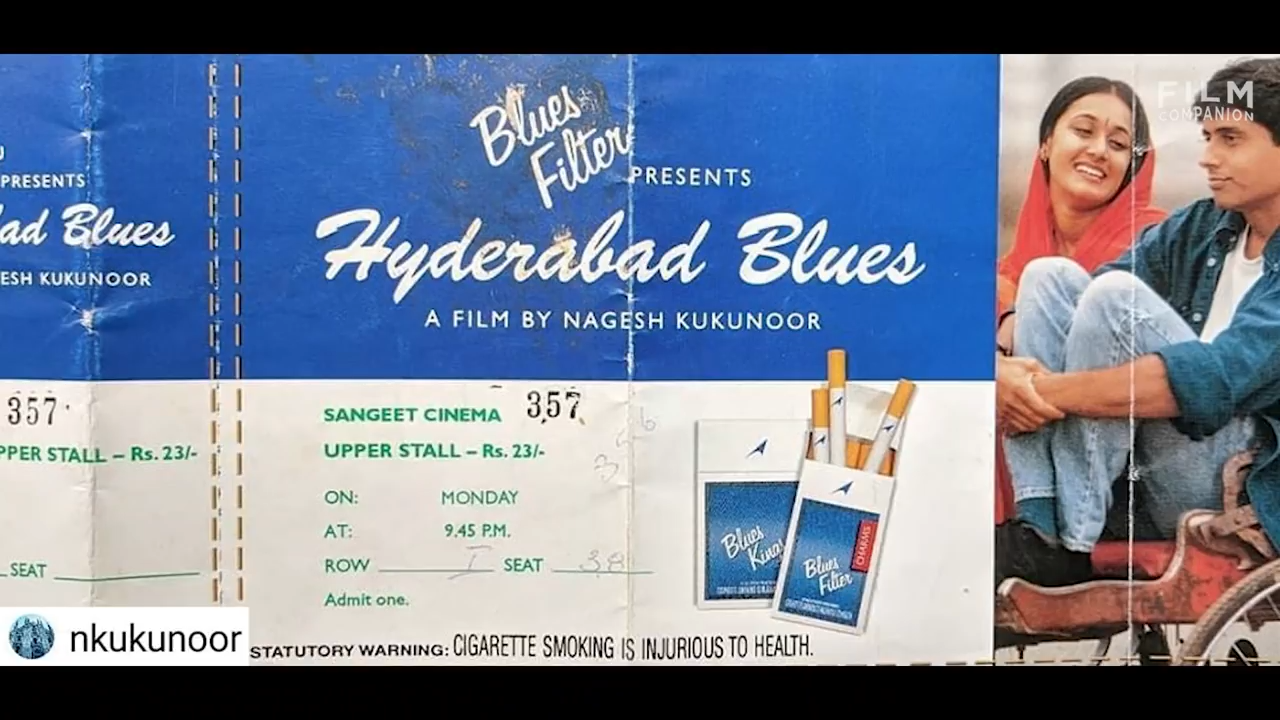 PRESENTS
ad Blues
ESH KUKUNOOR
357
PPER STALL – Rs. 23/-
SEAT
Blues
Filter
PRESENTS
Hyderabad Blues
A FILM BY NAGESH KUKUNOOR
SANGEET CINEMA 357
UPPER STALL – Rs. 23/-
ON: MONDAY
AT: 9.45 P.M.
ROW I SEAT 38
Admit one.
Blues
Kings
Blues
Filter
CHARMS
STATUTORY WARNING: CIGARETTE SMOKING IS INJURIOUS TO HEALTH.
FILM
COMPANION
nkukunoor